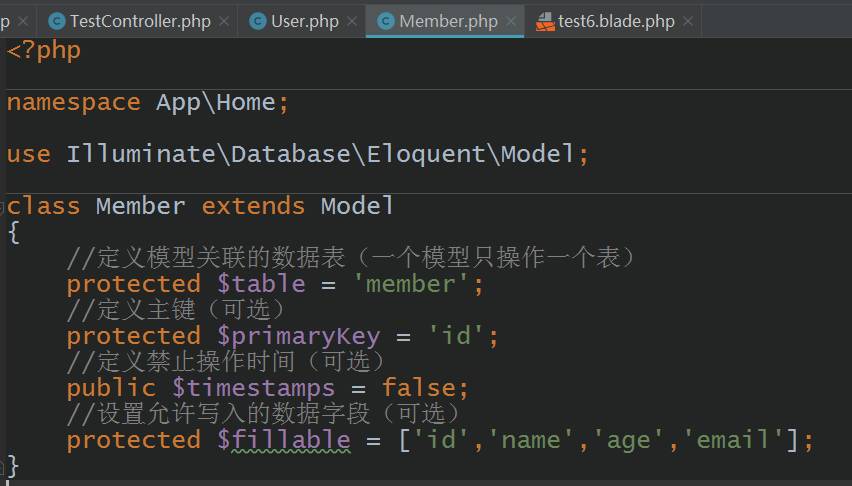 p TestController.php User.php Member.php test6.blade.php
<?php
namespace App\Home;
use Illuminate\Database\Eloquent\Model;
class Member extends Model
{
    //定义模型关联的数据表（一个模型只操作一个表）
    protected $table = 'member';
    //定义主键（可选）
    protected $primaryKey = 'id';
    //定义禁止操作时间（可选）
    public $timestamps = false;
    //设置允许写入的数据字段（可选）
    protected $fillable = ['id','name','age','email'];
}